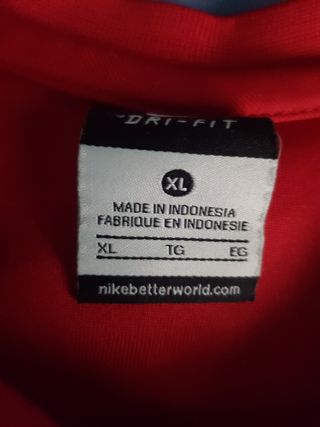 DRI-FIT
XL
MADE IN INDONESIA
FABRIQUE EN INDONESIE
XL TG EG
nikebetterworld.com